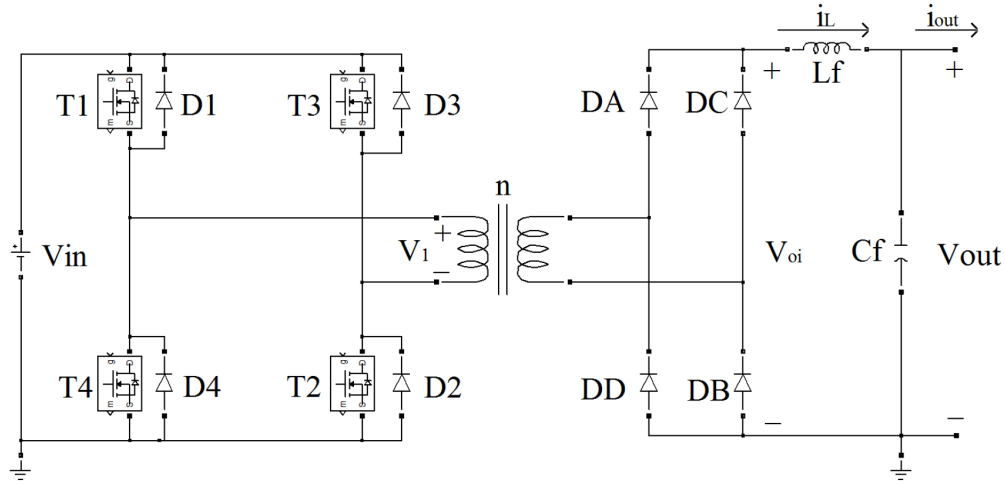 iL iout
+ Lf +
g D S m
T1 D1
g D S m
T3 D3
DA DC
n
+
Vin
+
V1
−
Voi Cf Vout
g D S m
T4 D4
g D S m
T2 D2
DD DB
− −